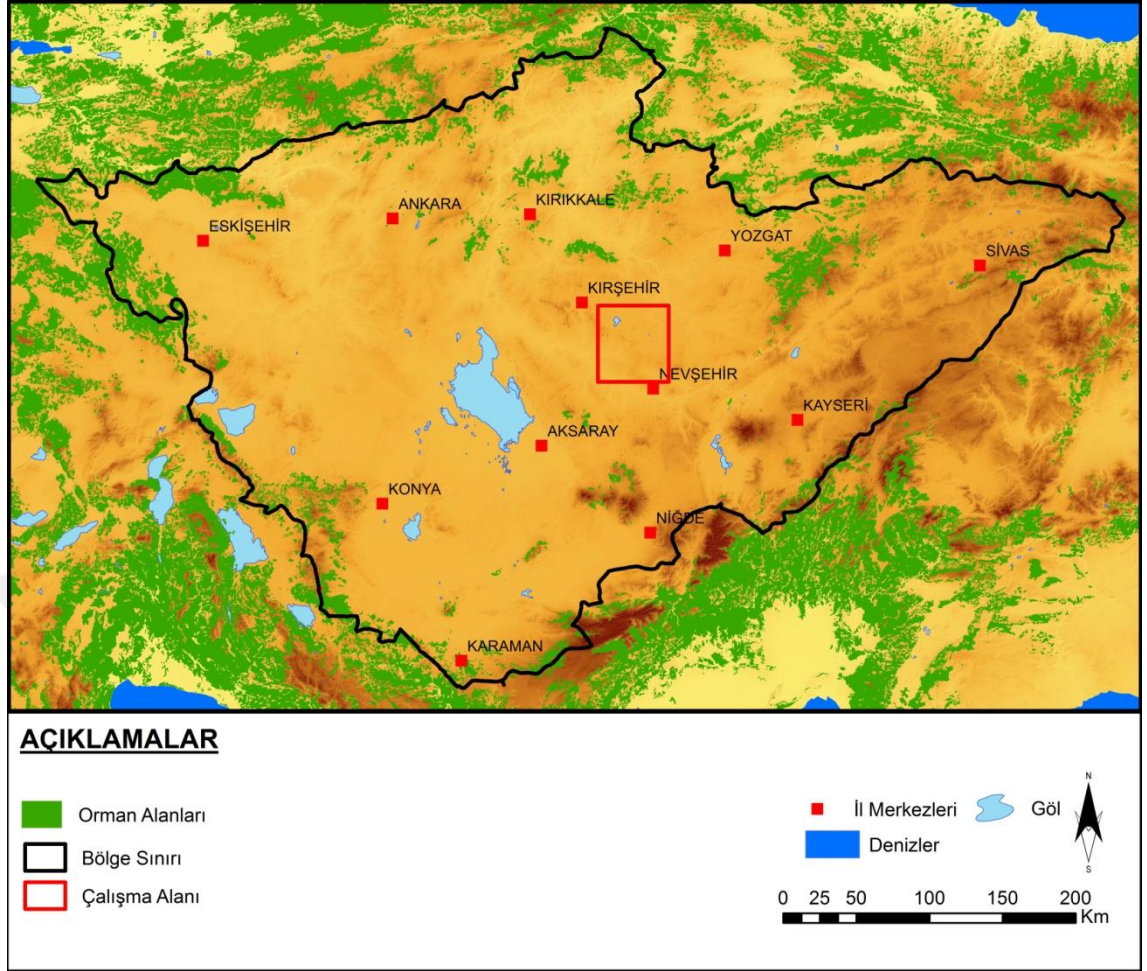 ESKİŞEHİR
ANKARA
KIRIKKALE
YOZGAT
SİVAS
KIRŞEHİR
NEVŞEHİR
KAYSERİ
AKSARAY
KONYA
NİĞDE
KARAMAN
AÇIKLAMALAR
Orman Alanları
Bölge Sınırı
Çalışma Alanı
İl Merkezleri
Göl
Denizler
N
S
0 25 50 100 150 200
Km